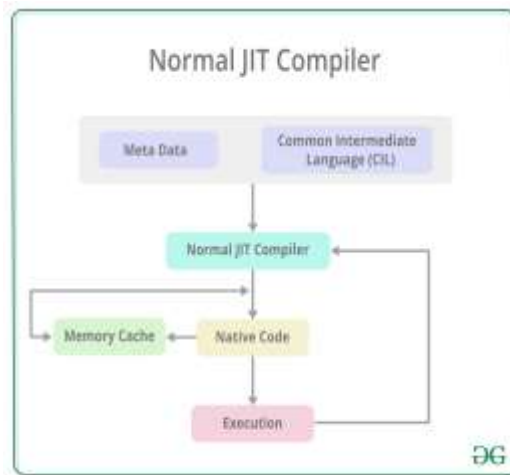 Normal JIT Compiler
Meta Data
Common Intermediate
Language (CIL)
Normal JIT Compiler
Memory Cache
Native Code
Execution